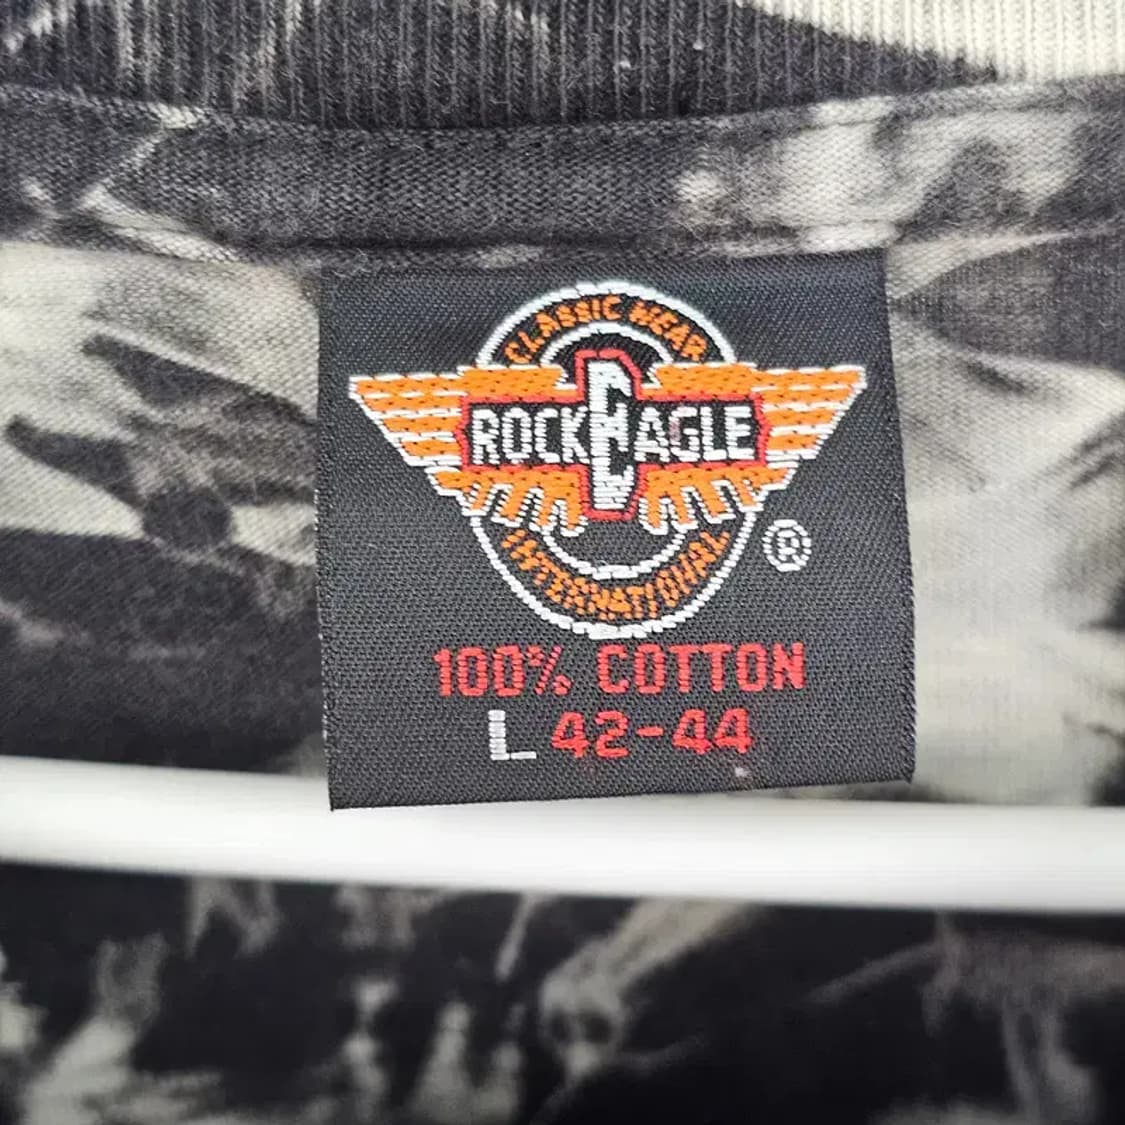 CLASSIC WEAR
ROCK EAGLE
INTERNATIONAL
®
100% COTTON
L 42-44